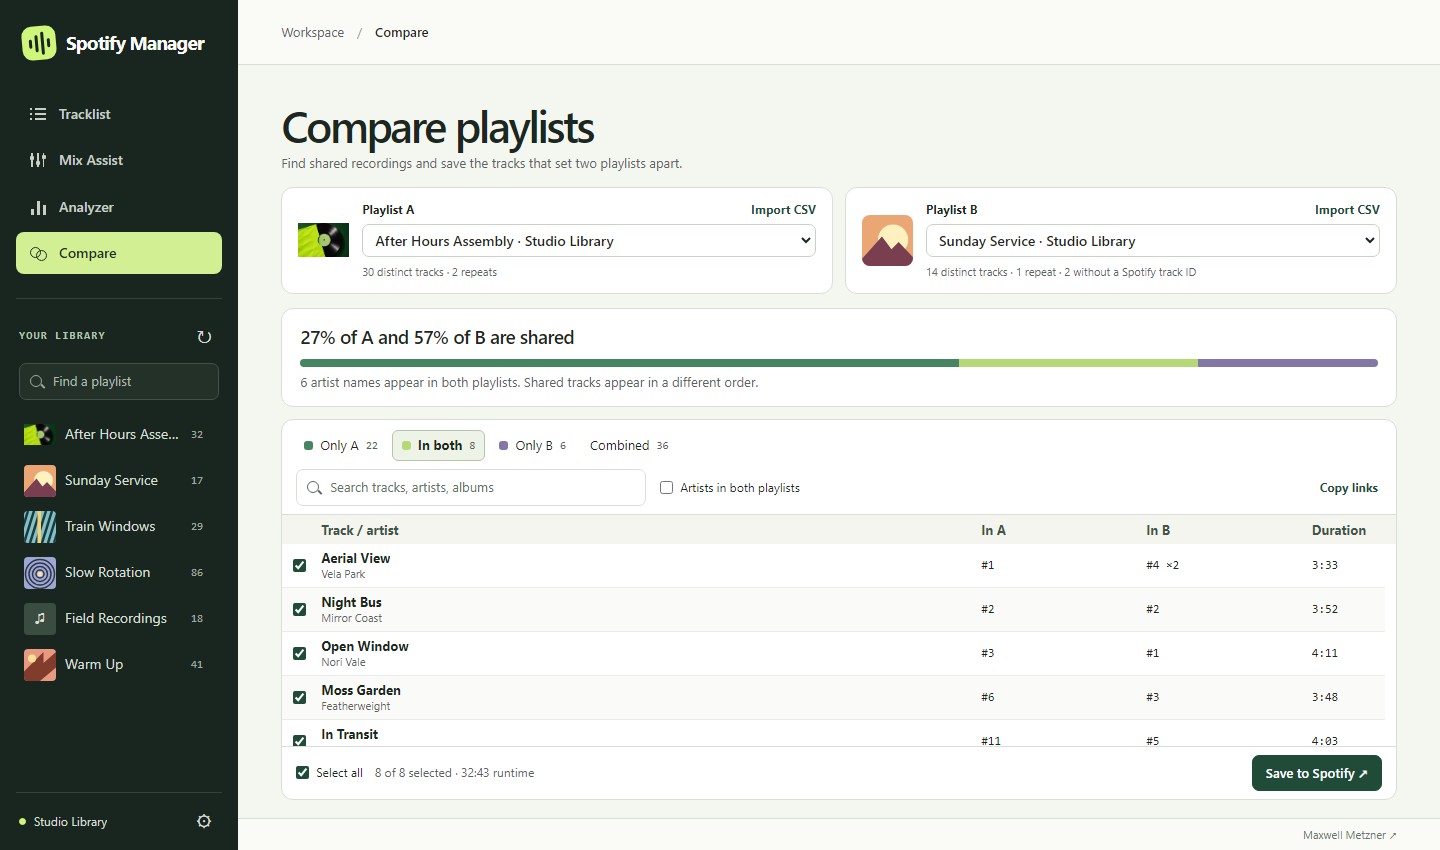 Spotify Manager
Tracklist
Mix Assist
Analyzer
Compare
YOUR LIBRARY
Find a playlist
After Hours Asse... 32
Sunday Service 17
Train Windows 29
Slow Rotation 86
Field Recordings 18
Warm Up 41
Studio Library
Workspace / Compare
Compare playlists
Find shared recordings and save the tracks that set two playlists apart.
Playlist A Import CSV
After Hours Assembly · Studio Library
30 distinct tracks · 2 repeats
Playlist B Import CSV
Sunday Service · Studio Library
14 distinct tracks · 1 repeat · 2 without a Spotify track ID
27% of A and 57% of B are shared
6 artist names appear in both playlists. Shared tracks appear in a different order.
Only A 22 In both 8 Only B 6 Combined 36
Search tracks, artists, albums Artists in both playlists Copy links
Track / artist In A In B Duration
Aerial View
Vela Park #1 #4 ×2 3:33
Night Bus
Mirror Coast #2 #2 3:52
Open Window
Nori Vale #3 #1 4:11
Moss Garden
Featherweight #6 #3 3:48
In Transit
#11 #5 4:03
Select all 8 of 8 selected · 32:43 runtime Save to Spotify ↗
Maxwell Metzner ↗